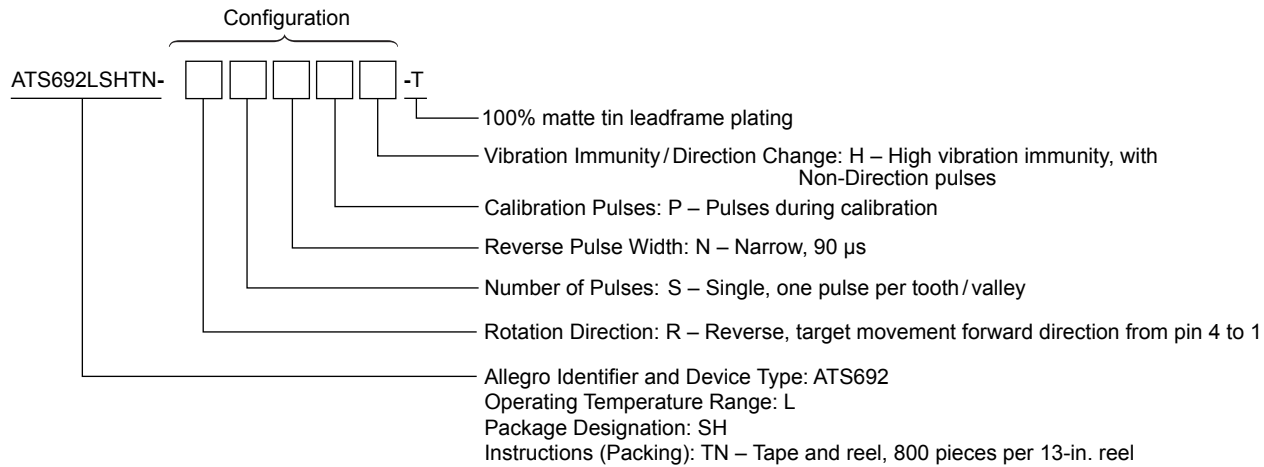 Configuration
ATS692LSHTN- -T
100% matte tin leadframe plating
Vibration Immunity/Direction Change: H – High vibration immunity, with
Non-Direction pulses
Calibration Pulses: P – Pulses during calibration
Reverse Pulse Width: N – Narrow, 90 μs
Number of Pulses: S – Single, one pulse per tooth/valley
Rotation Direction: R – Reverse, target movement forward direction from pin 4 to 1
Allegro Identifier and Device Type: ATS692
Operating Temperature Range: L
Package Designation: SH
Instructions (Packing): TN – Tape and reel, 800 pieces per 13-in. reel